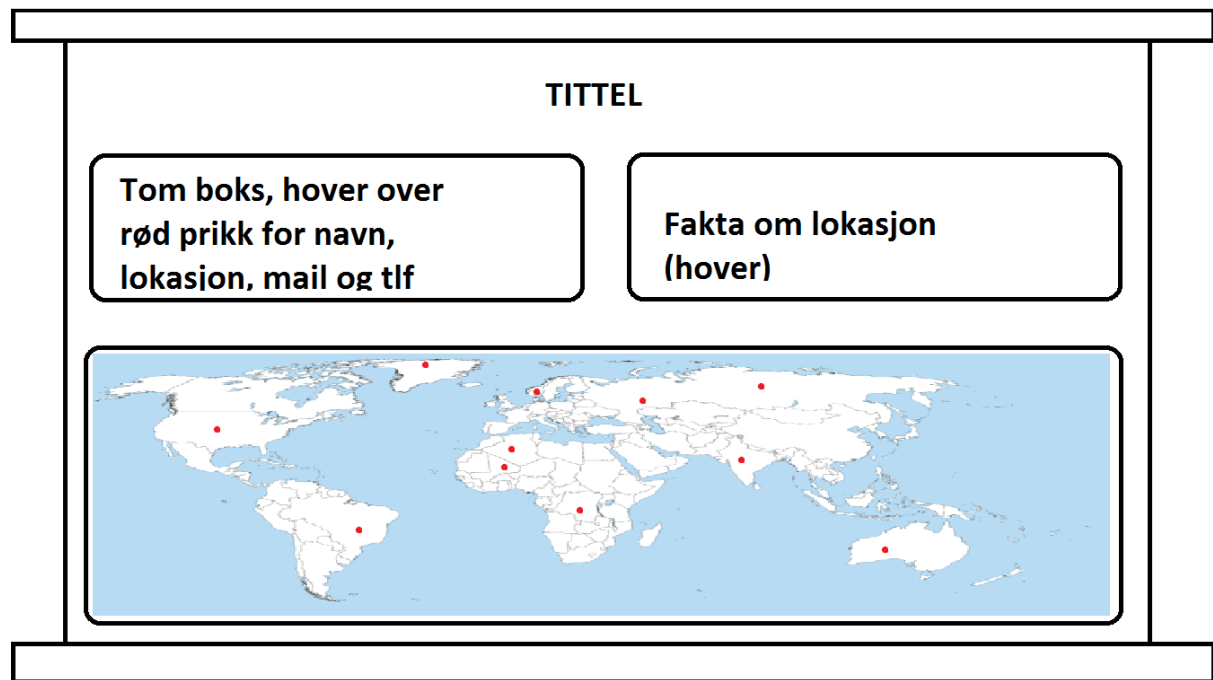 TITTEL
Tom boks, hover over
rød prikk for navn,
lokasjon, mail og tlf
Fakta om lokasjon
(hover)